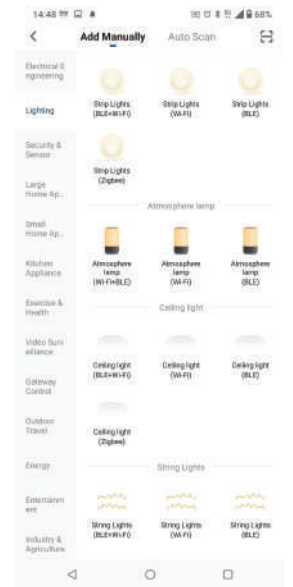 14:48
68%
Add Manually
Auto Scan
Electrical E
ngineering
Lighting
Security &
Sensor
Large
Home Ap...
Small
Home Ap...
Kitchen
Appliance
Exercise &
Health
Video Surv
eillance
Gateway
Control
Outdoor
Travel
Energy
Entertainm
ent
Industry &
Agriculture
Strip Lights
(BLE+Wi-Fi)
Strip Lights
(Wi-Fi)
Strip Lights
(BLE)
Strip Lights
(Zigbee)
Atmosphere lamp
Atmosphere
lamp
(Wi-Fi+BLE)
Atmosphere
lamp
(Wi-Fi)
Atmosphere
lamp
(BLE)
Ceiling light
Ceiling light
(BLE+Wi-Fi)
Ceiling light
(Wi-Fi)
Ceiling light
(BLE)
Ceiling light
(Zigbee)
String Lights
String Lights
(BLE+Wi-Fi)
String Lights
(Wi-Fi)
String Lights
(BLE)